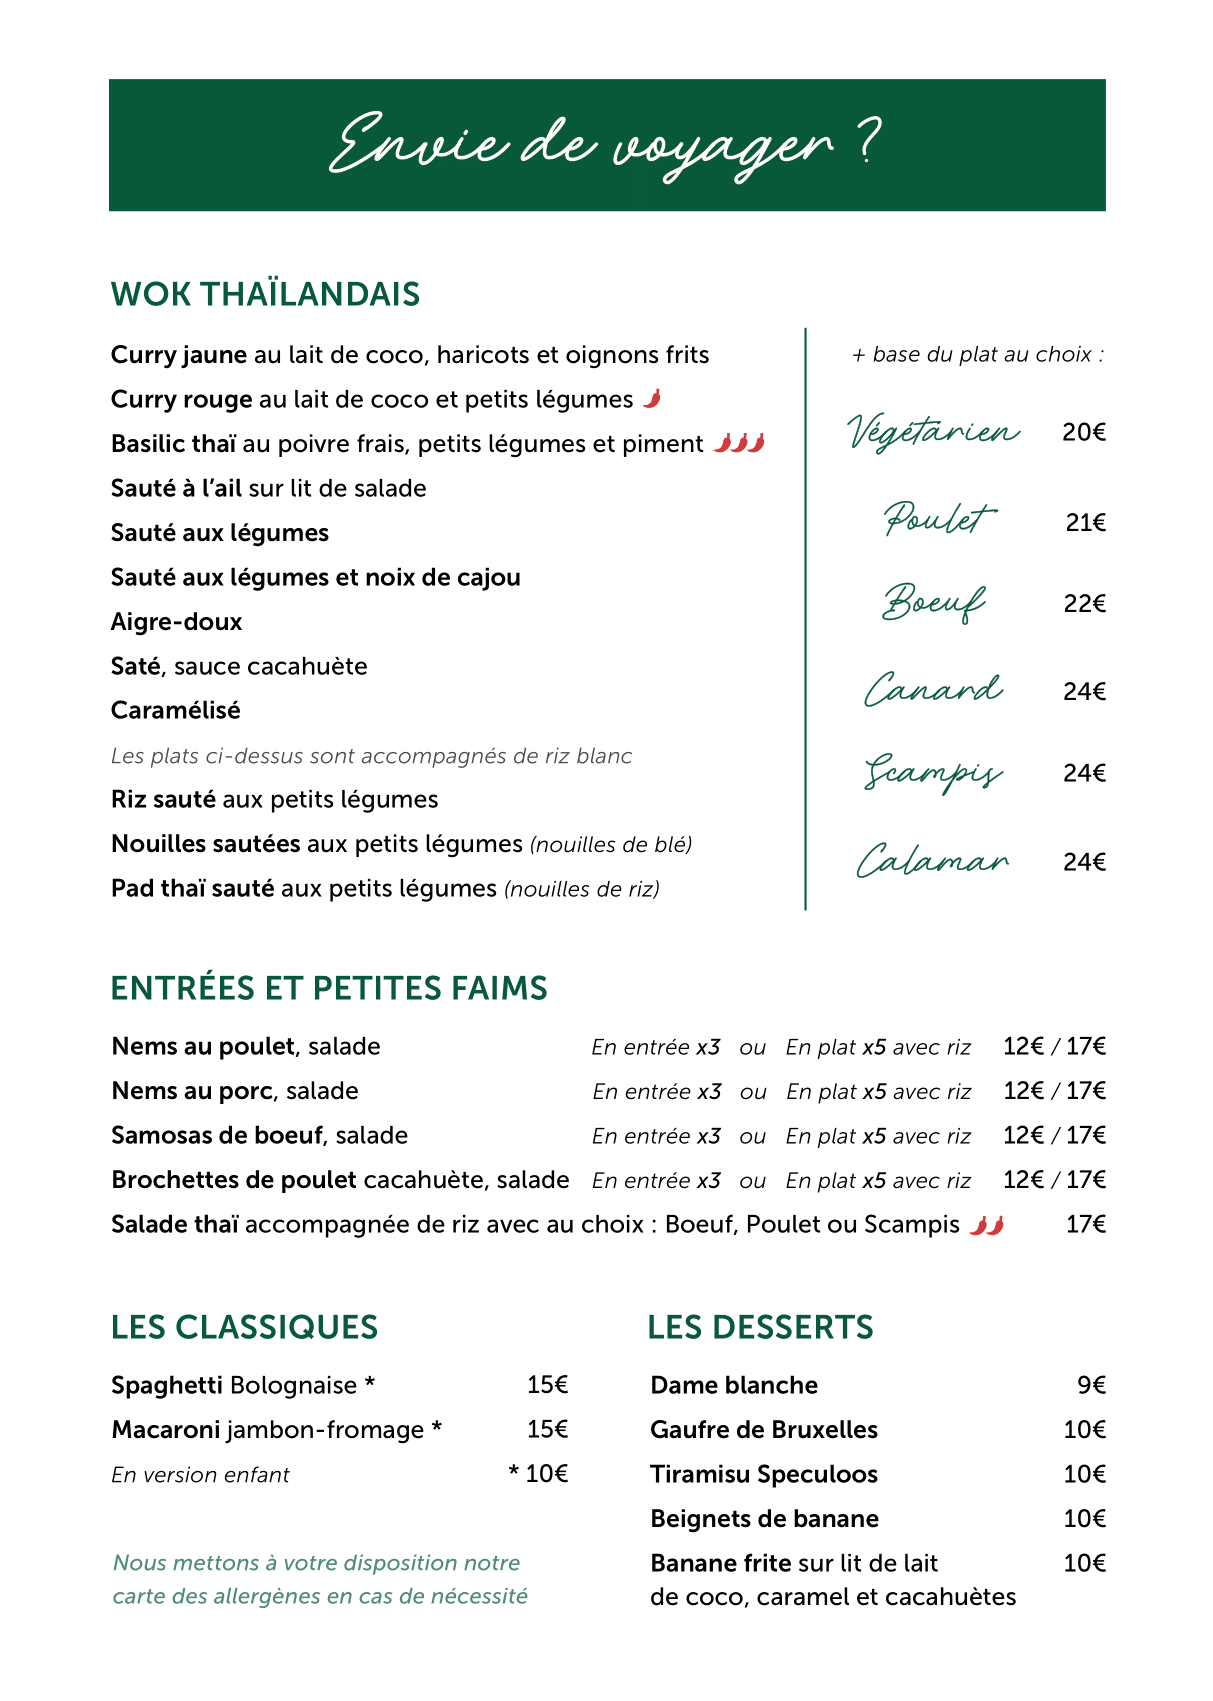 Envie de voyager ?
WOK THAÏLANDAIS
Curry jaune au lait de coco, haricots et oignons frits
Curry rouge au lait de coco et petits légumes
Basilic thaï au poivre frais, petits légumes et piment
Sauté à l'ail sur lit de salade
Sauté aux légumes
Sauté aux légumes et noix de cajou
Aigre-doux
Saté, sauce cacahuète
Caramélisé
Les plats ci-dessus sont accompagnés de riz blanc
Riz sauté aux petits légumes
Nouilles sautées aux petits légumes (nouilles de blé)
Pad thaï sauté aux petits légumes (nouilles de riz)
+ base du plat au choix :
Végétarien 20€
Poulet 21€
Boeuf 22€
Canard 24€
Scampis 24€
Calamar 24€
ENTRÉES ET PETITES FAIMS
Nems au poulet, salade En entrée x3 ou En plat x5 avec riz 12€ / 17€
Nems au porc, salade En entrée x3 ou En plat x5 avec riz 12€ / 17€
Samosas de boeuf, salade En entrée x3 ou En plat x5 avec riz 12€ / 17€
Brochettes de poulet cacahuète, salade En entrée x3 ou En plat x5 avec riz 12€ / 17€
Salade thaï accompagnée de riz avec au choix : Boeuf, Poulet ou Scampis 17€
LES CLASSIQUES
Spaghetti Bolognaise * 15€
Macaroni jambon-fromage * 15€
En version enfant * 10€
Nous mettons à votre disposition notre
carte des allergènes en cas de nécessité
LES DESSERTS
Dame blanche 9€
Gaufre de Bruxelles 10€
Tiramisu Speculoos 10€
Beignets de banane 10€
Banane frite sur lit de lait 10€
de coco, caramel et cacahuètes